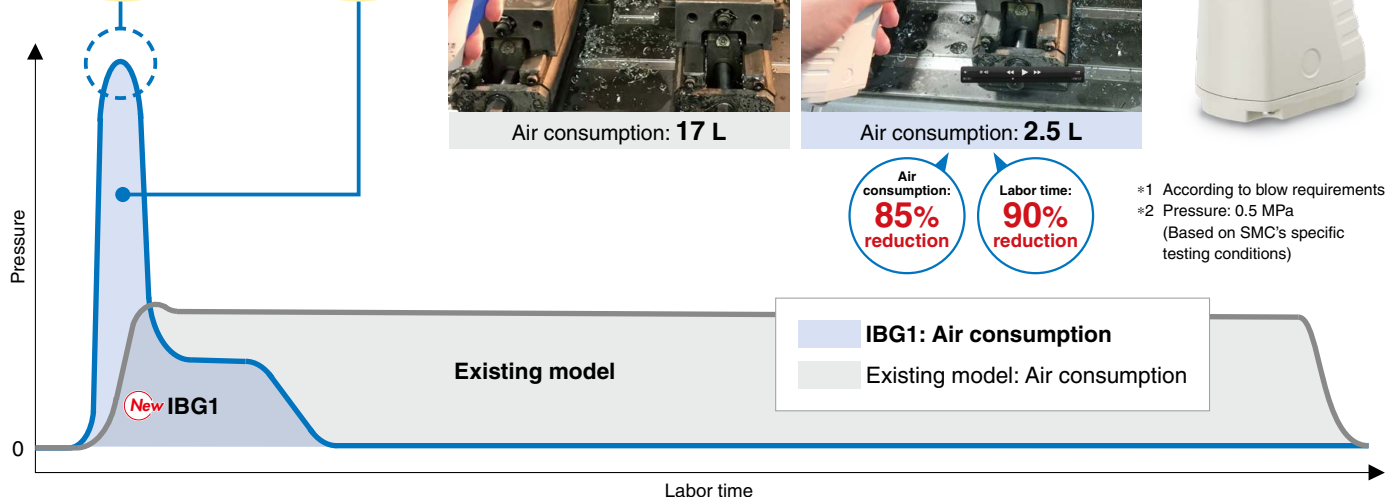 Air consumption: 17 L
Air consumption: 2.5 L
Air
consumption:
85%
reduction
Labor time:
90%
reduction
*1 According to blow requirements
*2 Pressure: 0.5 MPa
(Based on SMC's specific
testing conditions)
Pressure
IBG1: Air consumption
Existing model: Air consumption
Existing model
New IBG1
0
Labor time